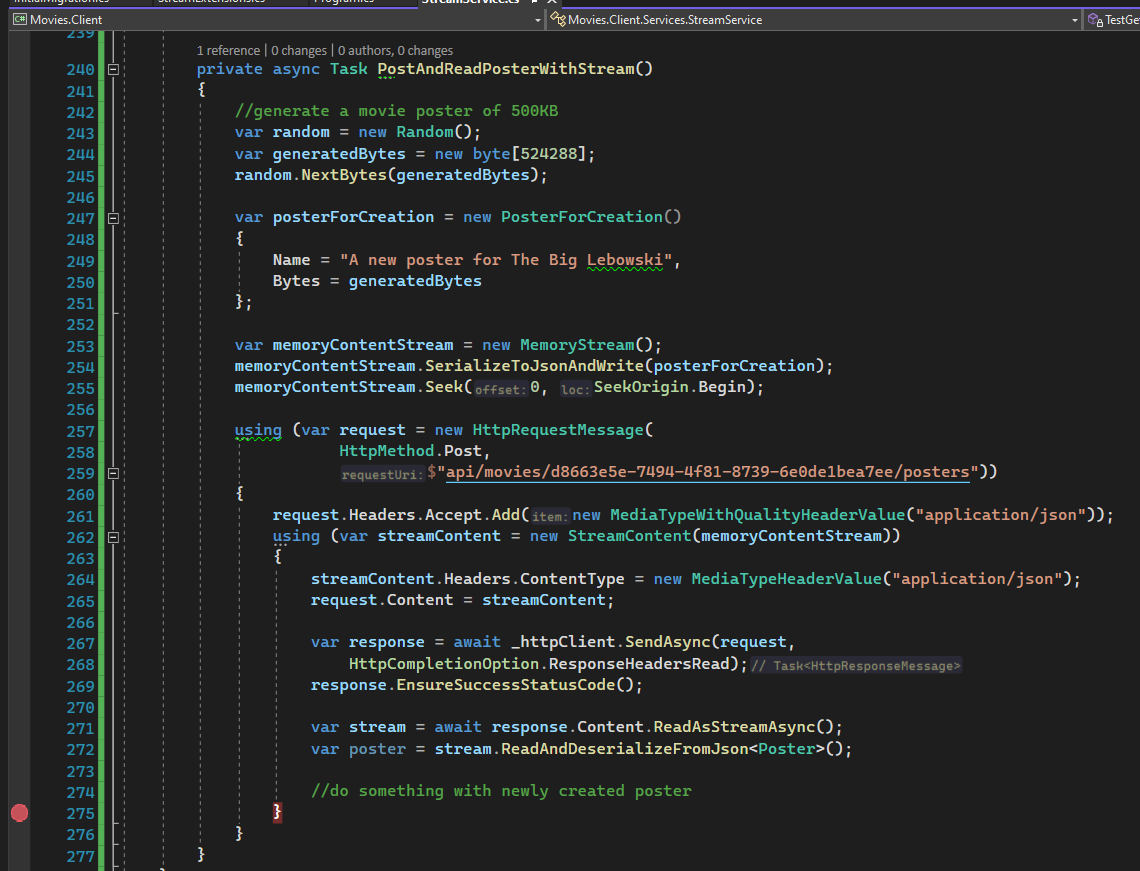 StreamService.cs
Movies.Client
Movies.Client.Services.StreamService
239
1 reference | 0 changes | 0 authors, 0 changes
240 private async Task PostAndReadPosterWithStream()
241 {
242 //generate a movie poster of 500KB
243 var random = new Random();
244 var generatedBytes = new byte[524288];
245 random.NextBytes(generatedBytes);
246
247 var posterForCreation = new PosterForCreation()
248 {
249 Name = "A new poster for The Big Lebowski",
250 Bytes = generatedBytes
251 };
252
253 var memoryContentStream = new MemoryStream();
254 memoryContentStream.SerializeToJsonAndWrite(posterForCreation);
255 memoryContentStream.Seek(offset: 0, loc: SeekOrigin.Begin);
256
257 using (var request = new HttpRequestMessage(
258 HttpMethod.Post,
259 requestUri: $"api/movies/d8663e5e-7494-4f81-8739-6e0de1bea7ee/posters"))
260 {
261 request.Headers.Accept.Add(item: new MediaTypeWithQualityHeaderValue("application/json"));
262 using (var streamContent = new StreamContent(memoryContentStream))
263 {
264 streamContent.Headers.ContentType = new MediaTypeHeaderValue("application/json");
265 request.Content = streamContent;
266
267 var response = await _httpClient.SendAsync(request,
268 HttpCompletionOption.ResponseHeadersRead); // Task<HttpResponseMessage>
269 response.EnsureSuccessStatusCode();
270
271 var stream = await response.Content.ReadAsStreamAsync();
272 var poster = stream.ReadAndDeserializeFromJson<Poster>();
273
274 //do something with newly created poster
275 }
276 }
277 }